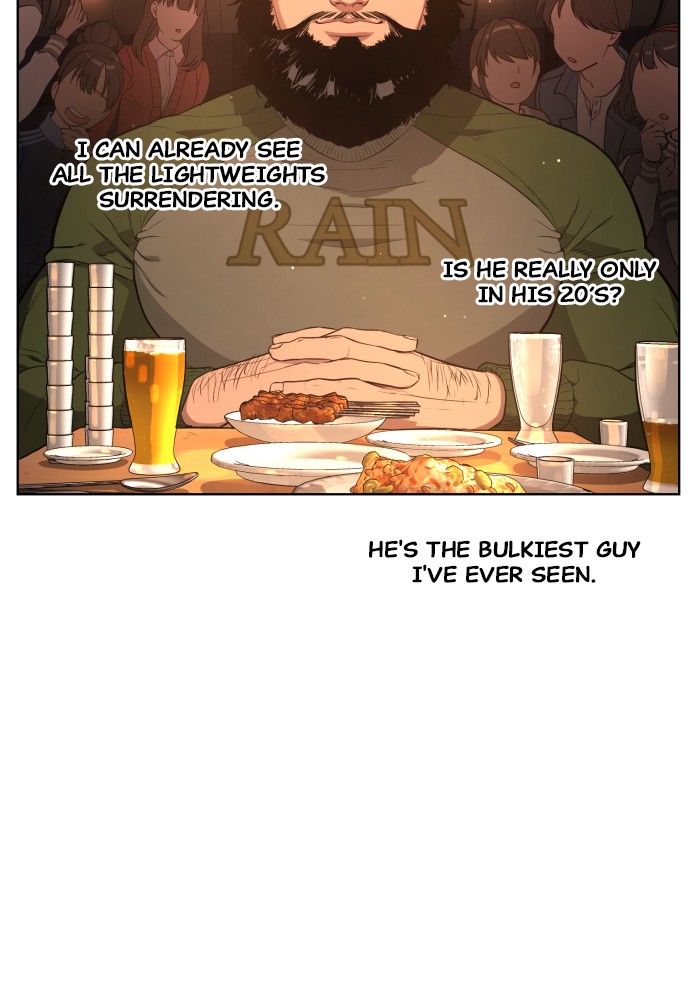 I CAN ALREADY SEE
ALL THE LIGHTWEIGHTS
SURRENDERING.
RAIN
IS HE REALLY ONLY
IN HIS 20'S?
HE'S THE BULKIEST GUY
I'VE EVER SEEN.